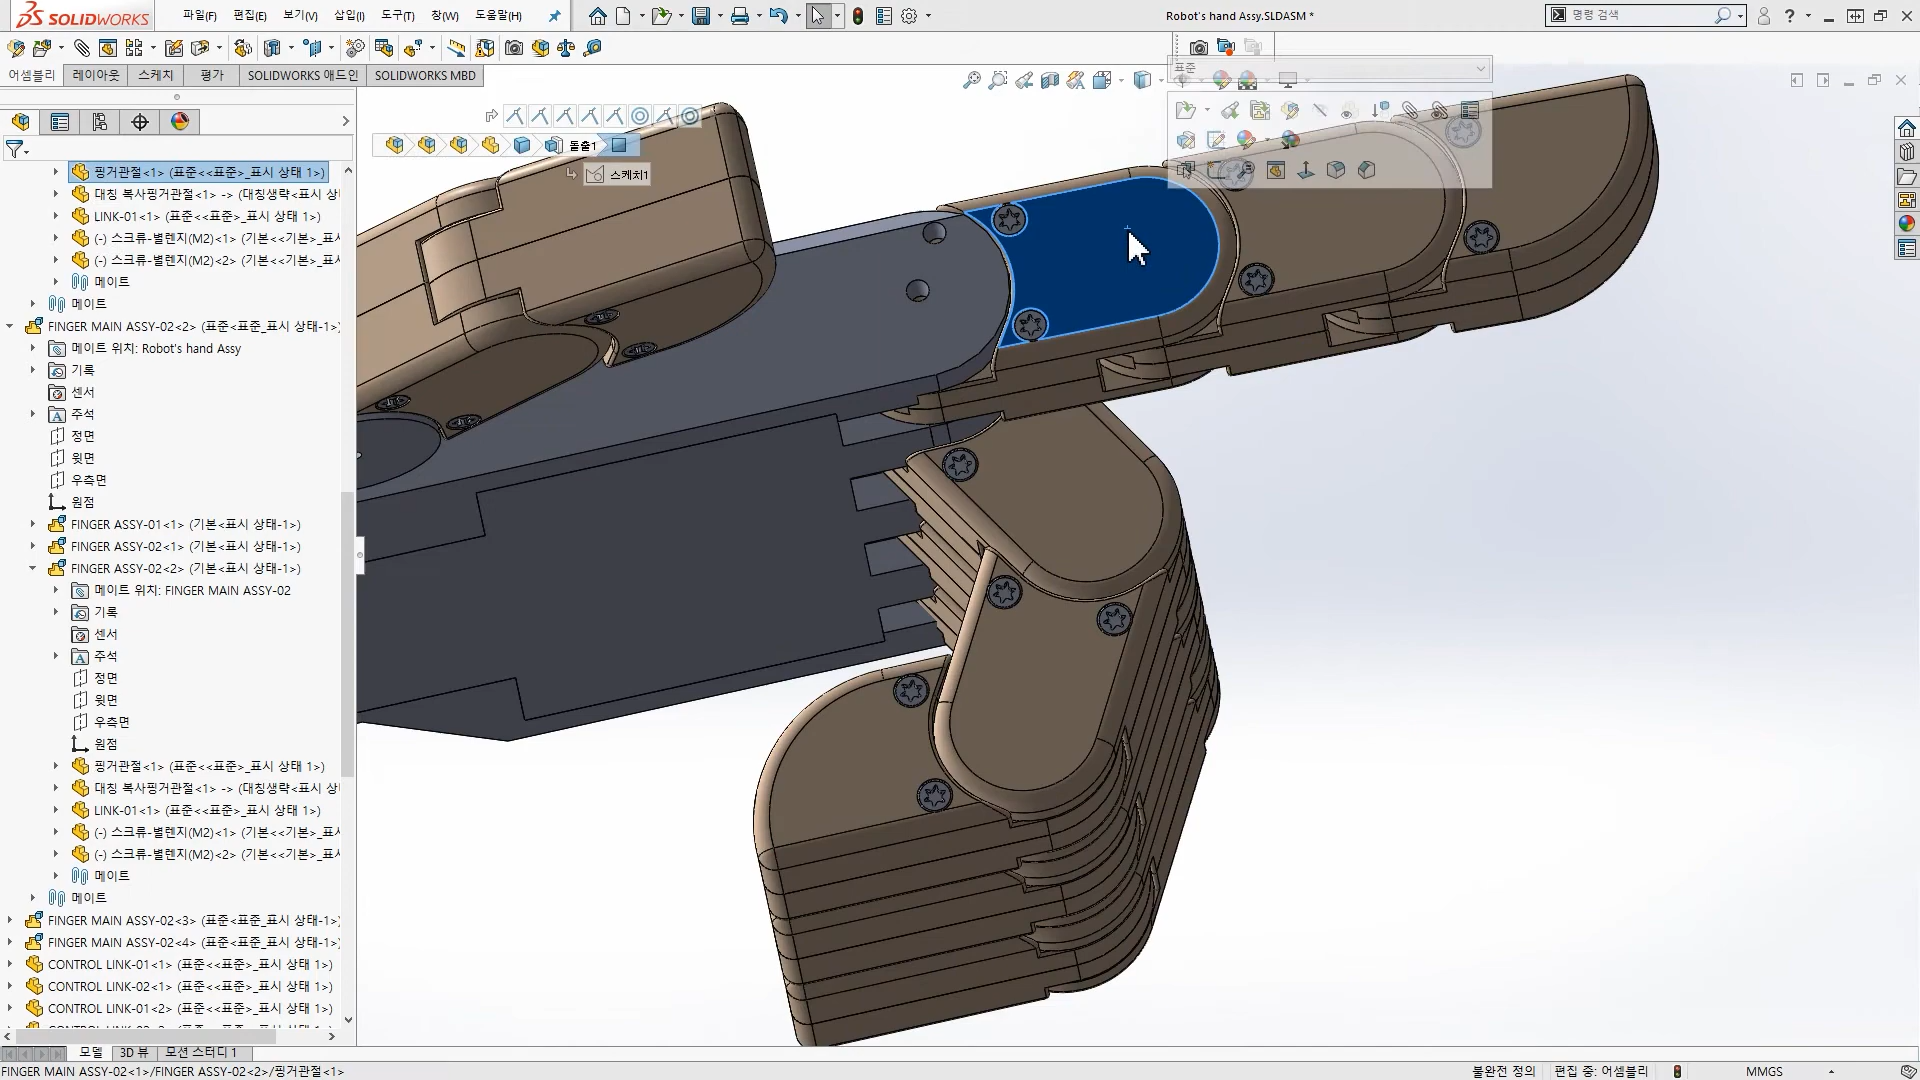 SOLIDWORKS 파일(F) 편집(E) 보기(V) 삽입(I) 도구(T) 창(W) 도움말(H) Robot's hand Assy.SLDASM * 명령 검색
어셈블리 레이아웃 스케치 평가 SOLIDWORKS 애드인 SOLIDWORKS MBD
표준
돌출1
스케치1
핑거관절<1> (표준<<표준>_표시 상태 1>)
대칭 복사핑거관절<1> -> (대칭생략<표시 상
LINK-01<1> (표준<<표준>_표시 상태 1>)
(-) 스크류-별렌지(M2)<1> (기본<<기본>_표시
(-) 스크류-별렌지(M2)<2> (기본<<기본>_표시
메이트
메이트
FINGER MAIN ASSY-02<2> (표준<표준_표시 상태-1>)
메이트 위치: Robot's hand Assy
기록
센서
주석
정면
윗면
우측면
원점
FINGER ASSY-01<1> (기본<표시 상태-1>)
FINGER ASSY-02<1> (기본<표시 상태-1>)
FINGER ASSY-02<2> (기본<표시 상태-1>)
메이트 위치: FINGER MAIN ASSY-02
기록
센서
주석
정면
윗면
우측면
원점
핑거관절<1> (표준<<표준>_표시 상태 1>)
대칭 복사핑거관절<1> -> (대칭생략<표시 상
LINK-01<1> (표준<<표준>_표시 상태 1>)
(-) 스크류-별렌지(M2)<1> (기본<<기본>_표시
(-) 스크류-별렌지(M2)<2> (기본<<기본>_표시
메이트
메이트
FINGER MAIN ASSY-02<3> (표준<표준_표시 상태-1>)
FINGER MAIN ASSY-02<4> (표준<표준_표시 상태-1>)
CONTROL LINK-01<1> (표준<<표준>_표시 상태 1>)
CONTROL LINK-02<1> (표준<<표준>_표시 상태 1>)
CONTROL LINK-01<2> (표준<<표준>_표시 상태 1>)
모델 3D 뷰 모션 스터디 1
FINGER MAIN ASSY-02<1>/FINGER ASSY-02<2>/핑거관절<1> 불완전 정의 편집 중: 어셈블리 MMGS